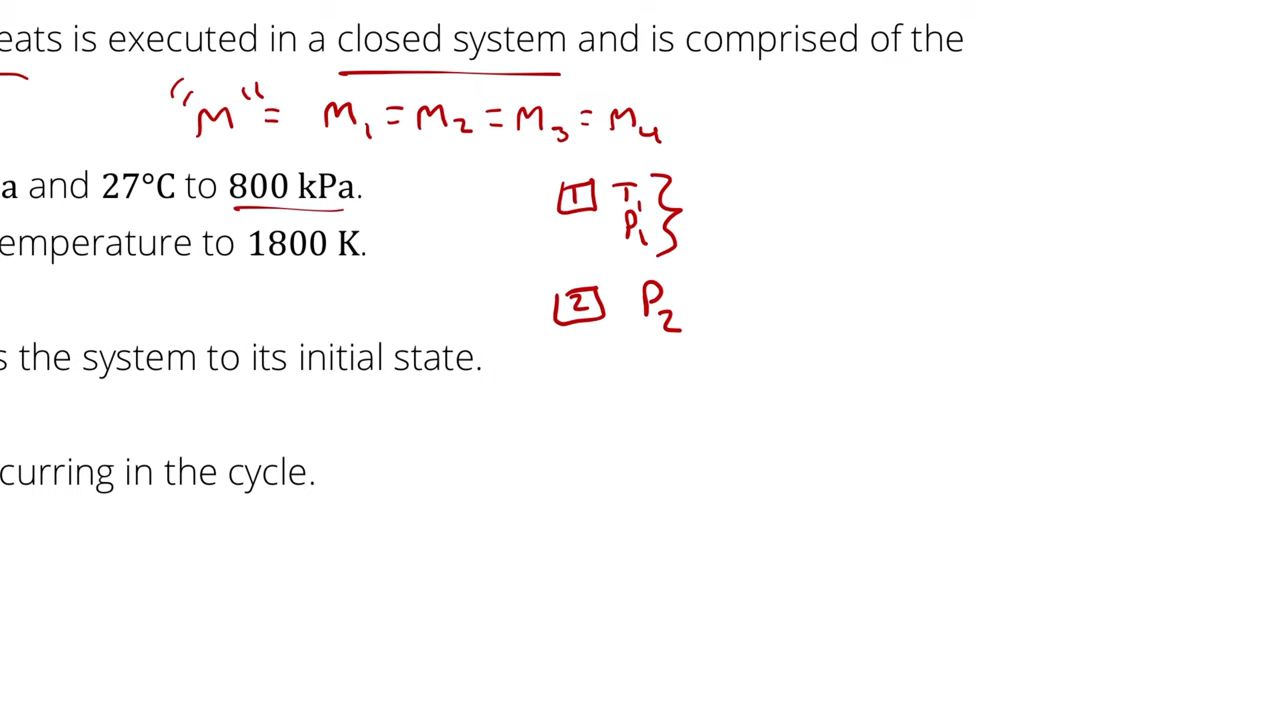 eats is executed in a closed system and is comprised of the
"M" = M1 = M2 = M3 = M4
a and 27°C to 800 kPa.
1 T1
P1
emperature to 1800 K.
2 P2
s the system to its initial state.
curring in the cycle.